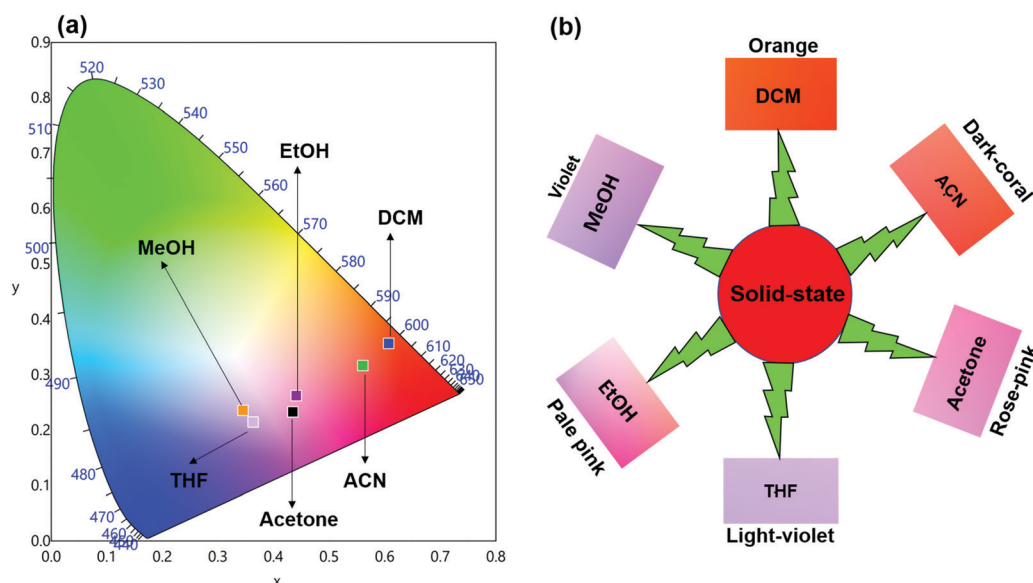 (a)
0.9
0.8
0.7
0.6
0.5
0.4
0.3
0.2
0.1
0.0
y
0.0
0.1
0.2
0.3
0.4
0.5
0.6
0.7
0.8
x
520
530
540
550
560
570
580
590
600
610
620
630
640
650
510
500
490
480
470
460
450
440
EtOH
DCM
MeOH
THF
Acetone
ACN
(b)
Orange
DCM
Dark-coral
ACN
Violet
MeOH
Solid-state
Acetone
Rose-pink
EtOH
Pale pink
THF
Light-violet